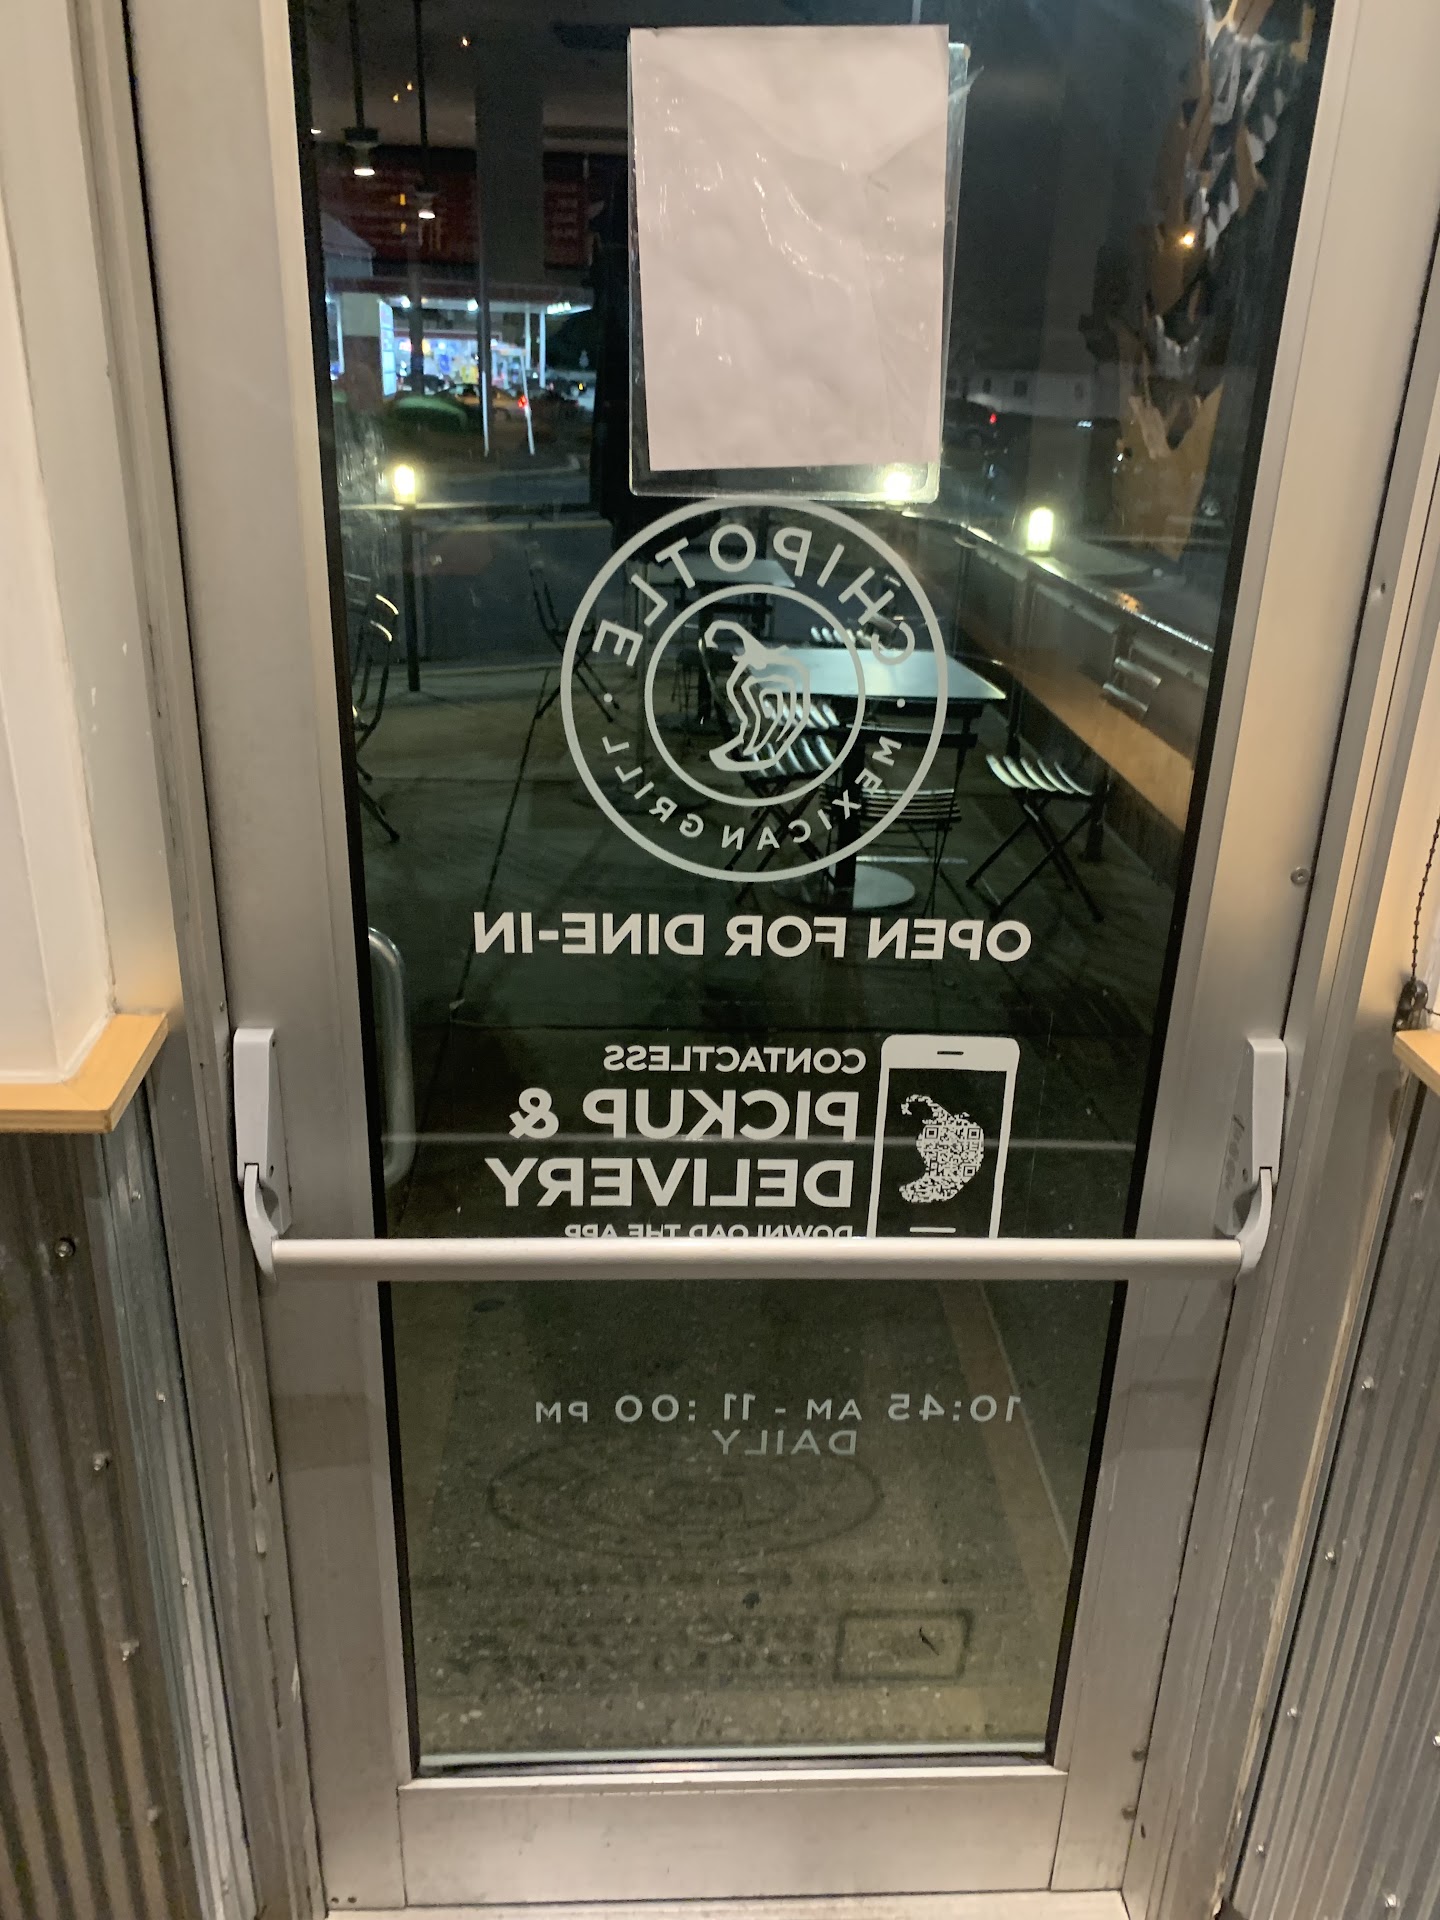 CHIPOTLE
MEXICAN GRILL
OPEN FOR DINE-IN
CONTACTLESS
PICKUP &
DELIVERY
DOWNLOAD THE APP
10:45 AM - 11:00 PM
DAILY